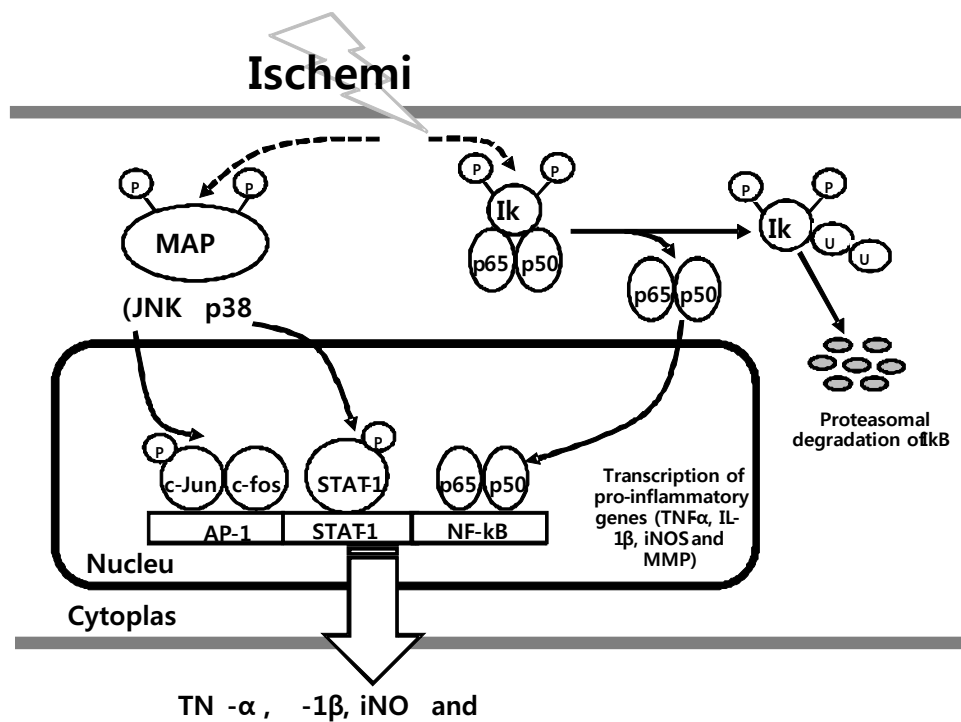 Ischemi
P
P
MAP
(JNK p38
P
P
Ik
p65 p50
p65 p50
P
P
Ik
U
U
Proteasomal
degradation of IkB
P
c-Jun c-fos
P
STAT-1
p65 p50
AP-1 STAT-1 NF-kB
Transcription of
pro-inflammatory
genes (TNF-α, IL-
1β, iNOS and
MMP)
Nucleu
Cytoplas
TN -α , -1β, iNO and